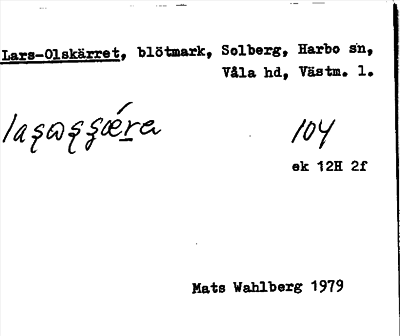 Lars-Olskärret, blötmark, Solberg, Harbo sn,
Våla hd, Västm. l.
104
ek 12H 2f
Mats Wahlberg 1979